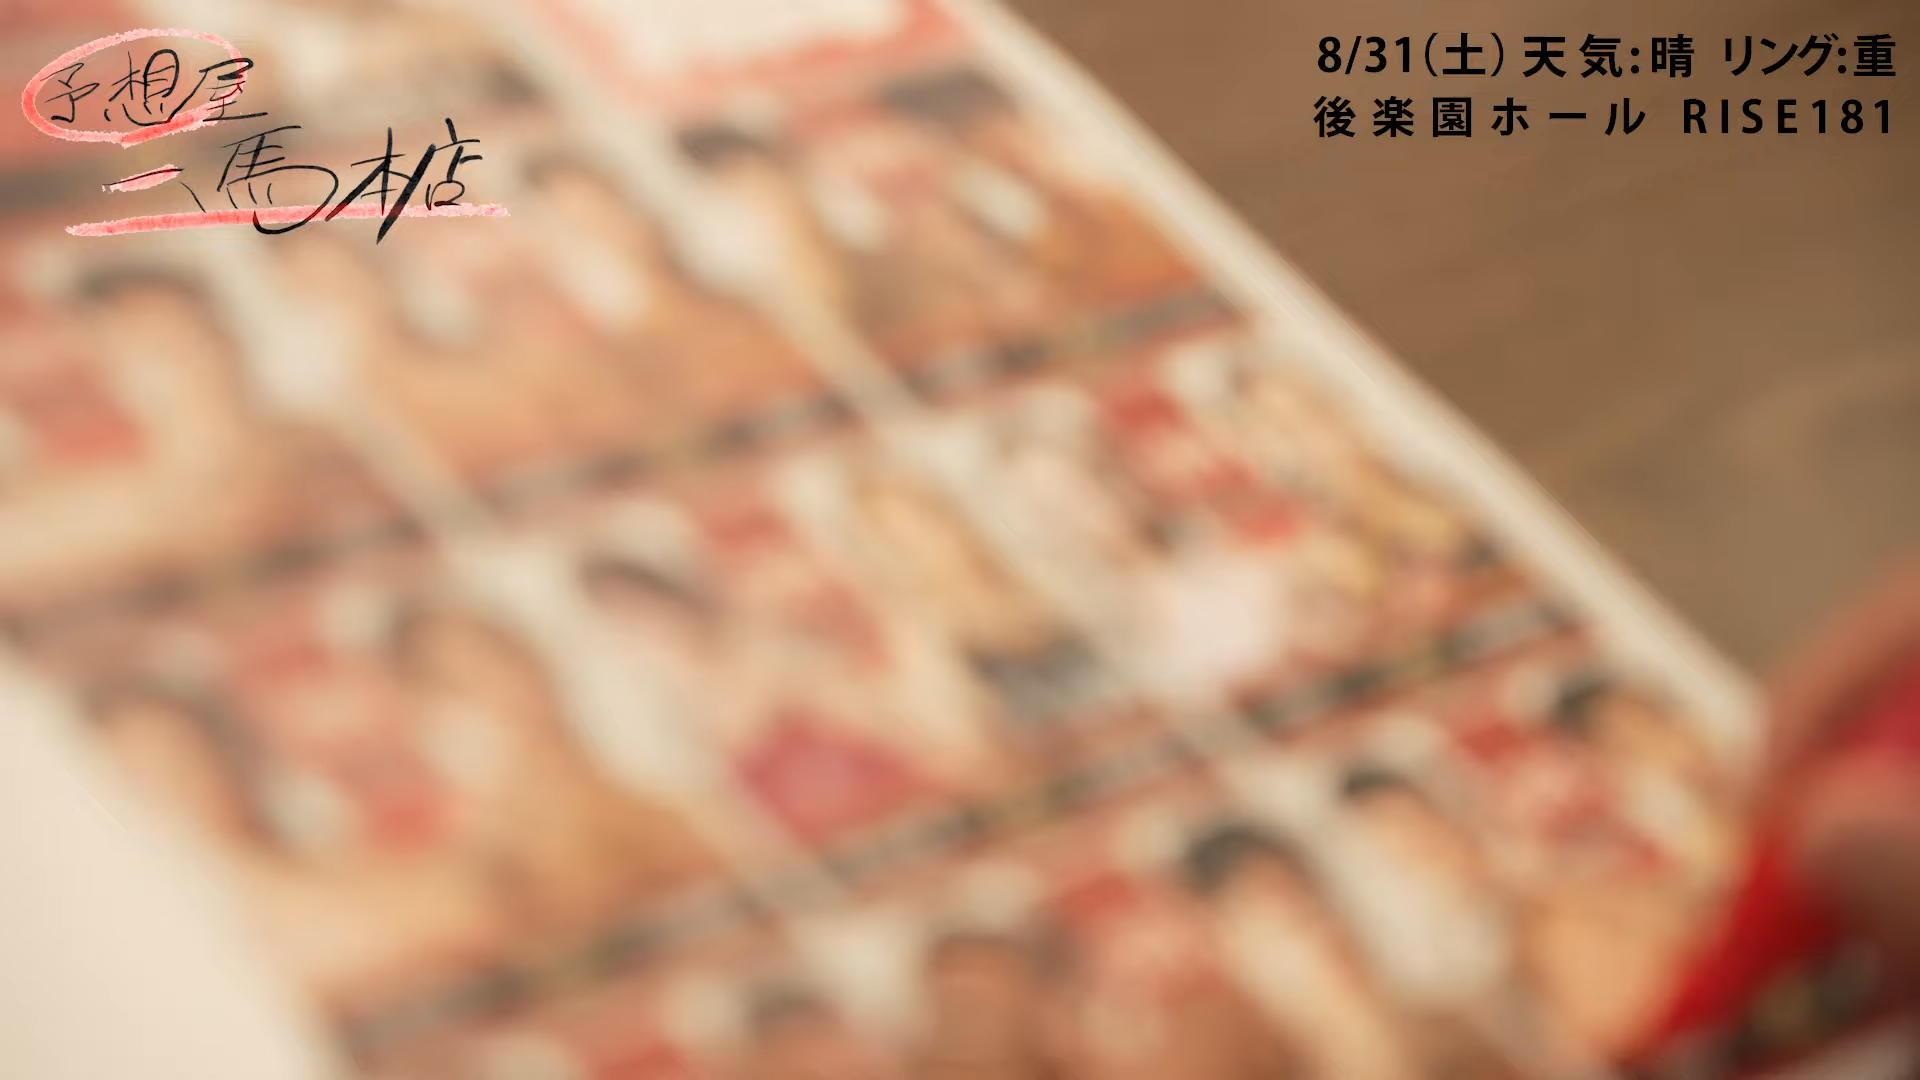 予想屋
一馬本店
8/31(土) 天気:晴 リング:重
後楽園ホール RISE181